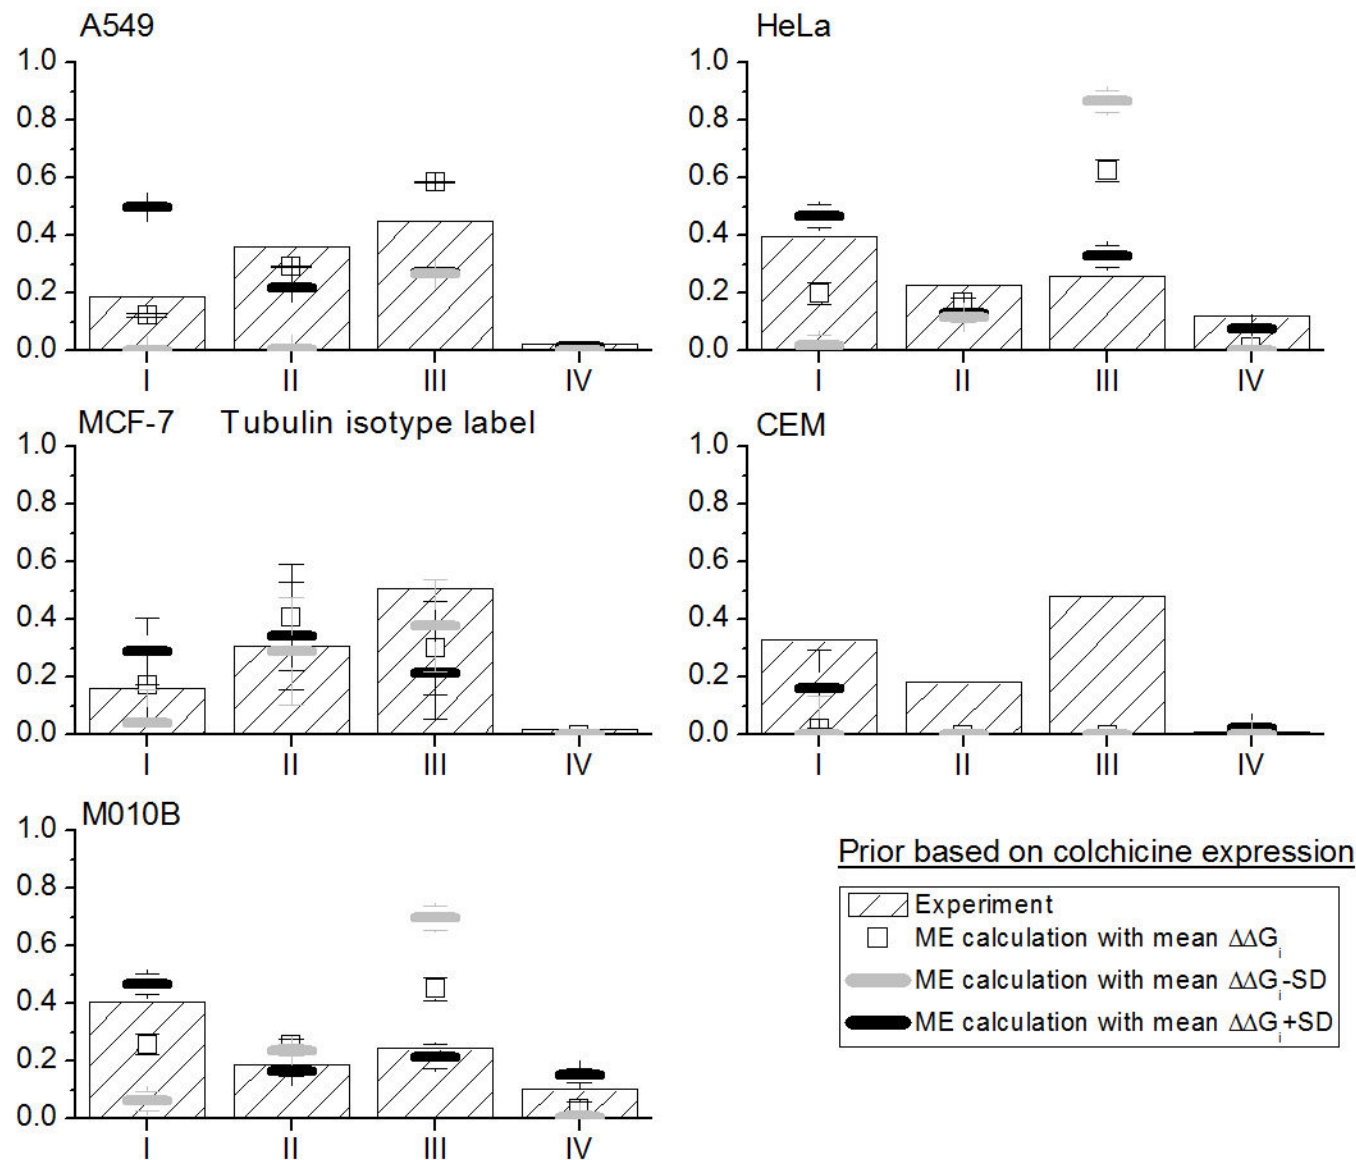 A549
1.0
0.8
0.6
0.4
0.2
0.0
I II III IV
HeLa
1.0
0.8
0.6
0.4
0.2
0.0
I II III IV
MCF-7 Tubulin isotype label
1.0
0.8
0.6
0.4
0.2
0.0
I II III IV
CEM
1.0
0.8
0.6
0.4
0.2
0.0
I II III IV
M010B
1.0
0.8
0.6
0.4
0.2
0.0
I II III IV
Prior based on colchicine expression
Experiment
ME calculation with mean ΔΔGi
ME calculation with mean ΔΔGi-SD
ME calculation with mean ΔΔGi+SD